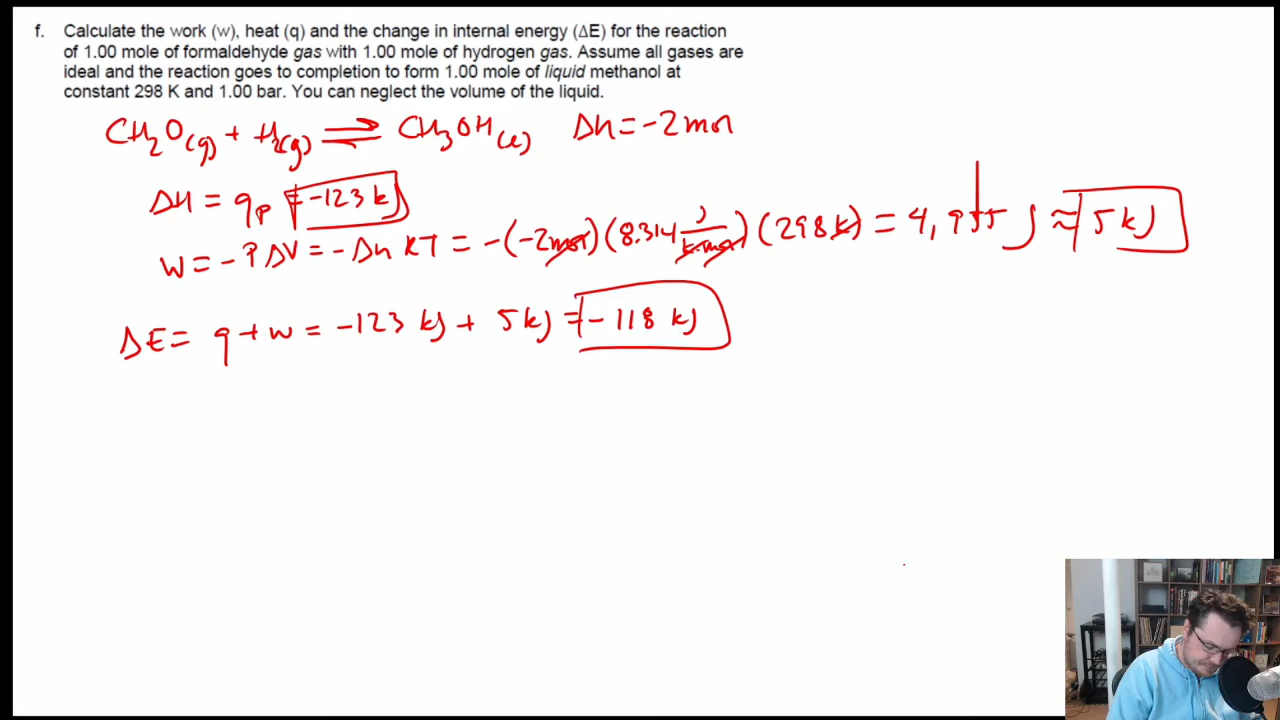 f. Calculate the work (w), heat (q) and the change in internal energy (ΔE) for the reaction
of 1.00 mole of formaldehyde gas with 1.00 mole of hydrogen gas. Assume all gases are
ideal and the reaction goes to completion to form 1.00 mole of liquid methanol at
constant 298 K and 1.00 bar. You can neglect the volume of the liquid.
CH₂O(g) + H₂(g) ⇌ CH₃OH(l) Δn = -2 mol
ΔH = qₚ = -123 kJ
w = -PΔV = -Δn RT = -(-2 mol)(8.314 J/K·mol)(298 K) = 4,955 J ≈ 5 kJ
ΔE = q + w = -123 kJ + 5 kJ = -118 kJ